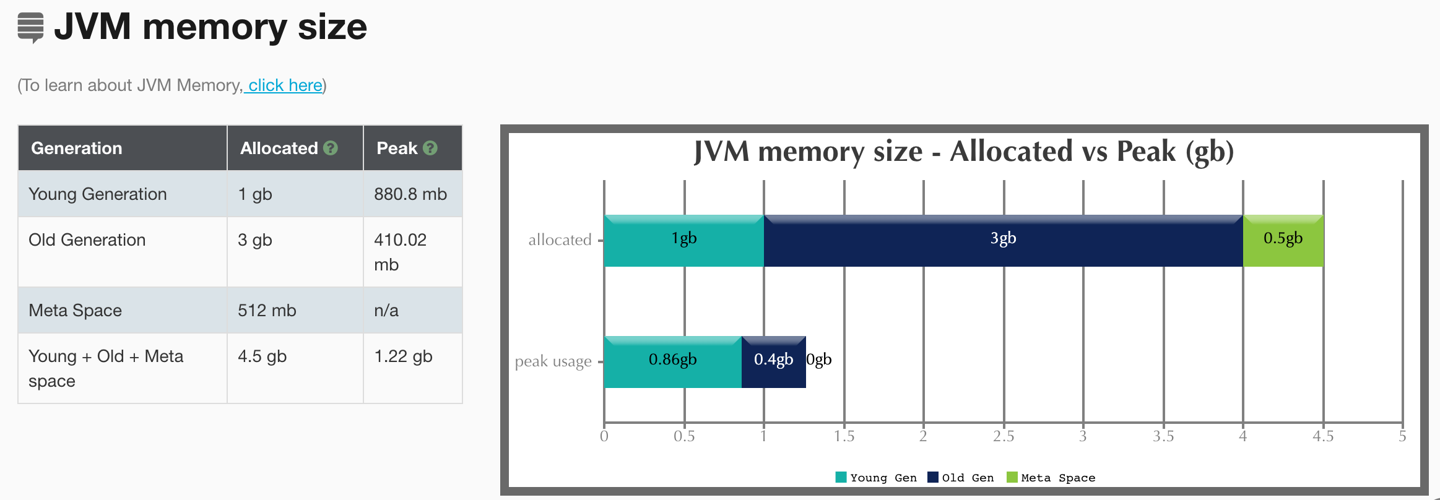 JVM memory size
(To learn about JVM Memory, click here)
Generation Allocated ? Peak ?
Young Generation 1 gb 880.8 mb
Old Generation 3 gb 410.02
mb
Meta Space 512 mb n/a
Young + Old + Meta 4.5 gb 1.22 gb
space
JVM memory size - Allocated vs Peak (gb)
allocated 1gb 3gb 0.5gb
peak usage 0.86gb 0.4gb 0gb
0 0.5 1 1.5 2 2.5 3 3.5 4 4.5 5
Young Gen Old Gen Meta Space